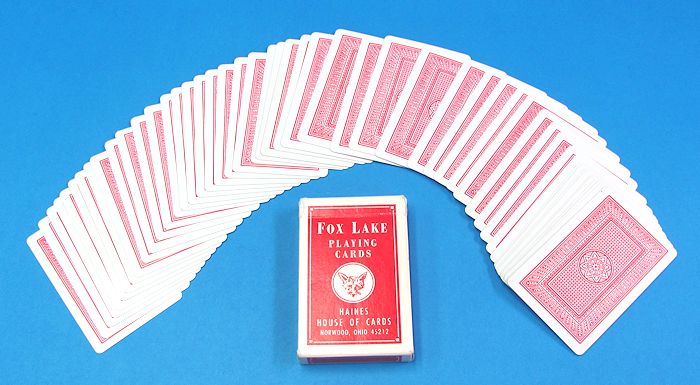 FOX LAKE
PLAYING
CARDS
HAINES
HOUSE OF CARDS
NORWOOD, OHIO 45212